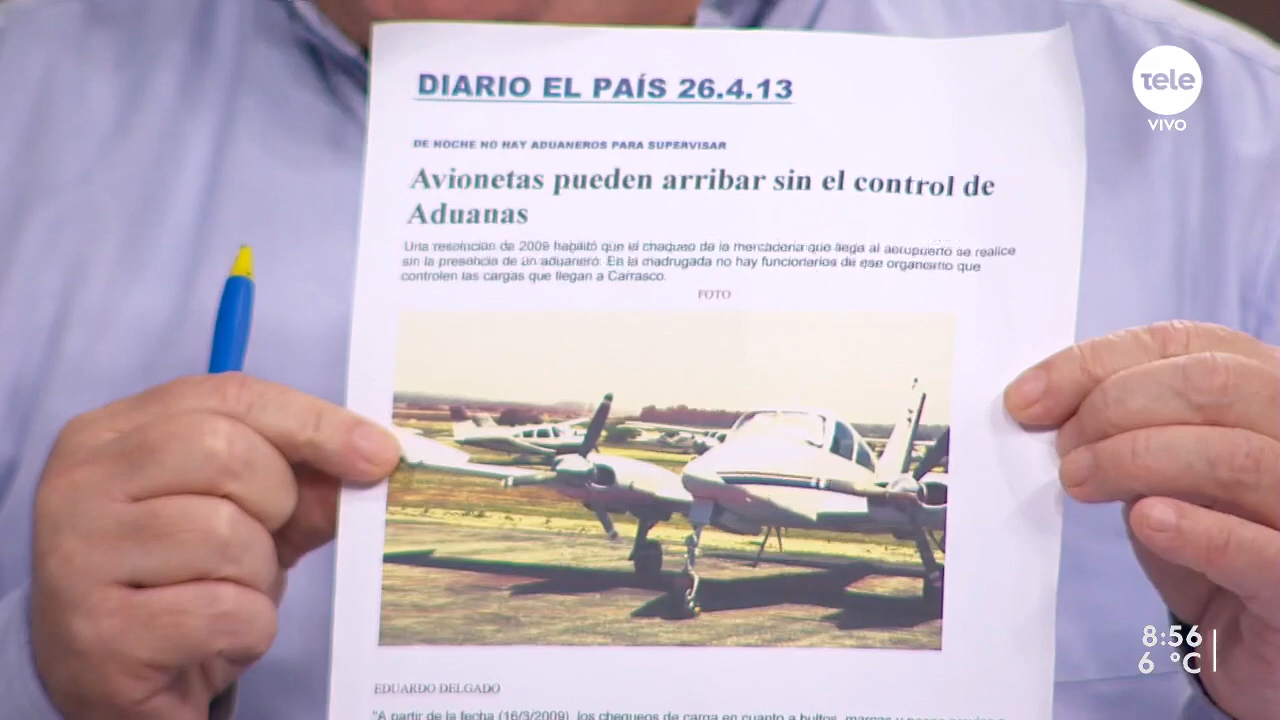 DIARIO EL PAÍS 26.4.13
DE NOCHE NO HAY ADUANEROS PARA SUPERVISAR
Avionetas pueden arribar sin el control de
Aduanas
Una resolución de 2009 habilitó que el chequeo de la mercadería que llega al aeropuerto se realice
sin la presencia de un aduanero. En la madrugada no hay funcionarios de ese organismo que
controlen las cargas que llegan a Carrasco.
FOTO
EDUARDO DELGADO
"A partir de la fecha (16/3/2009), los chequeos de carga en cuanto a bultos, marcas y
tele
VIVO
8:56
6 °C